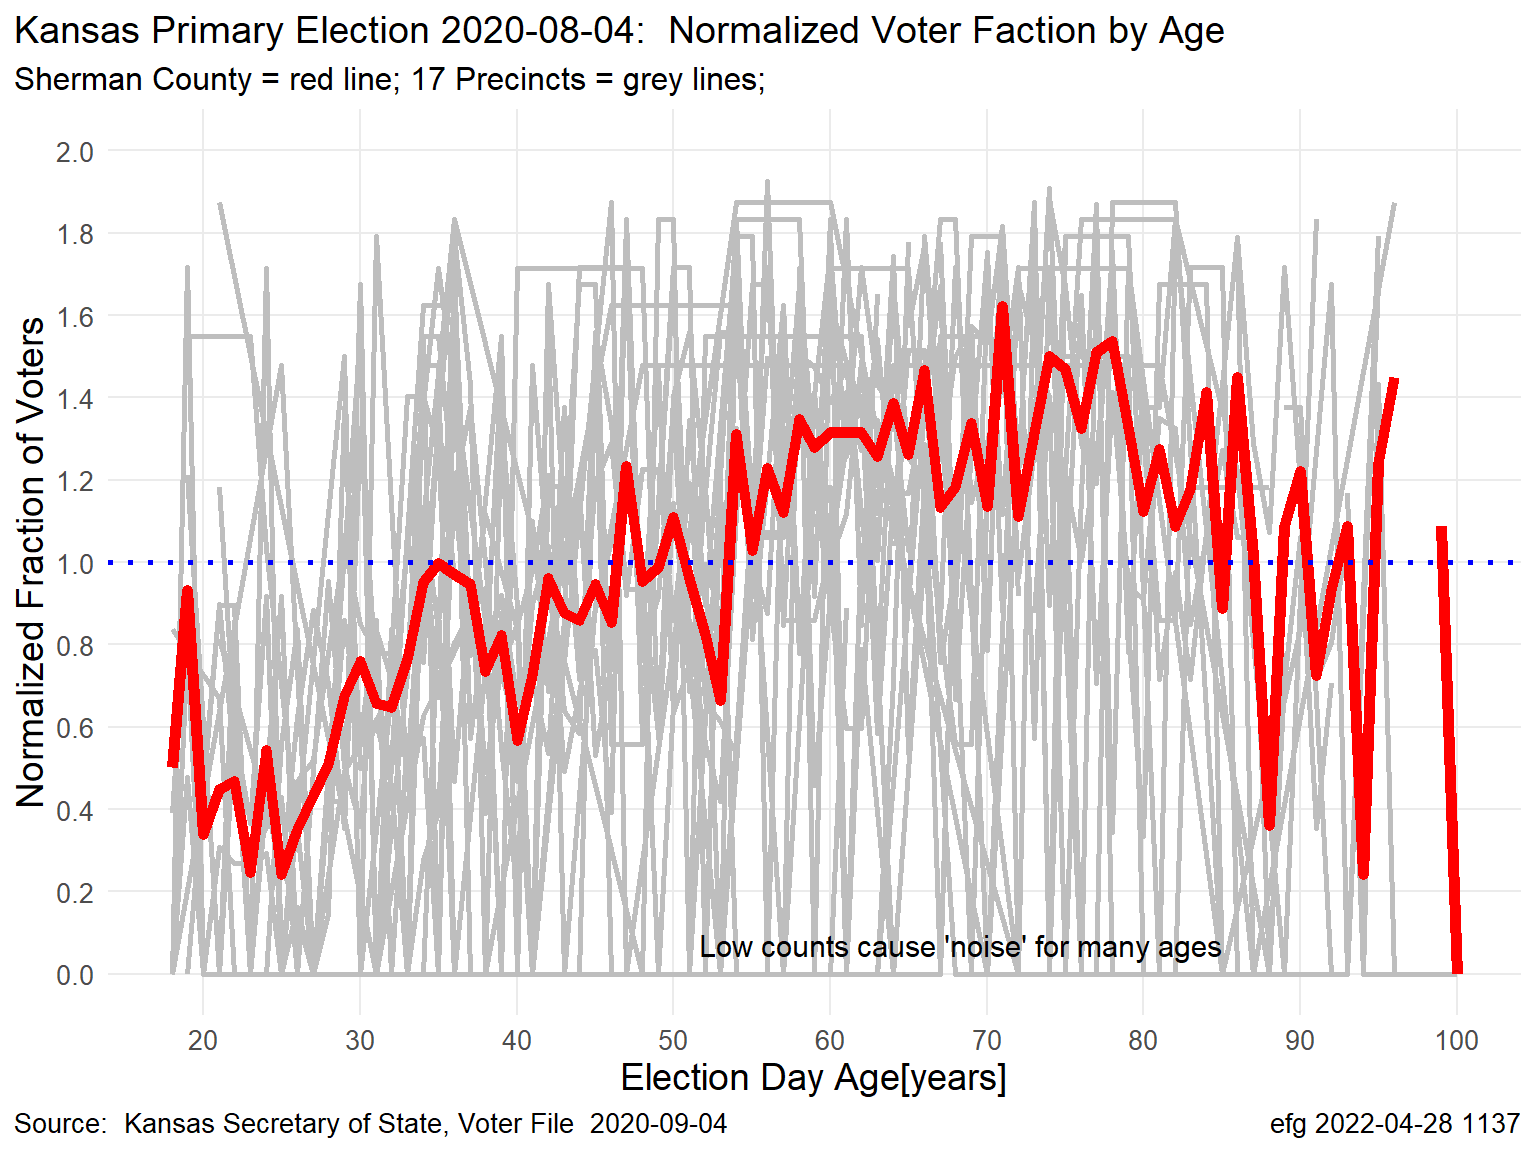 Kansas Primary Election 2020-08-04:  Normalized Voter Faction by Age
Sherman County = red line; 17 Precincts = grey lines;
Normalized Fraction of Voters
2.0
1.8
1.6
1.4
1.2
1.0
0.8
0.6
0.4
0.2
0.0
Low counts cause 'noise' for many ages
20 30 40 50 60 70 80 90 100
Election Day Age[years]
Source:  Kansas Secretary of State, Voter File  2020-09-04
efg 2022-04-28 1137